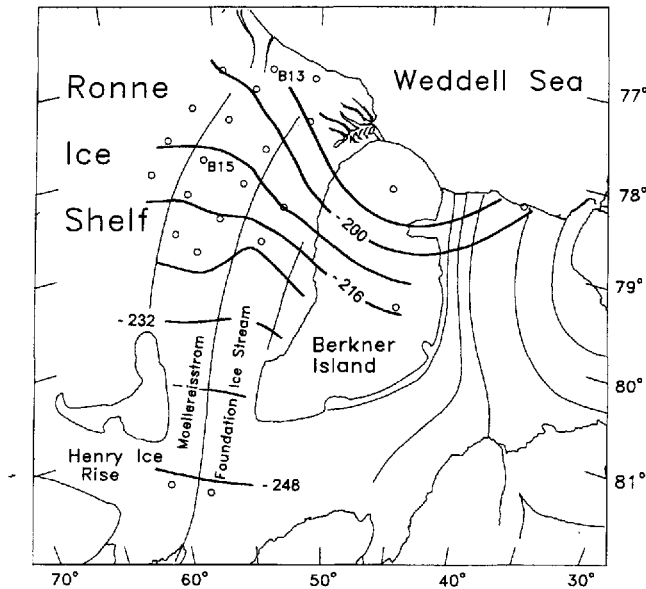 Ronne
Ice
Shelf
Weddell Sea
B13
B15
77°
78°
79°
80°
81°
-200
-216
-232
-248
Berkner
Island
Moellereisstrom
Foundation Ice Stream
Henry Ice
Rise
70°
60°
50°
40°
30°